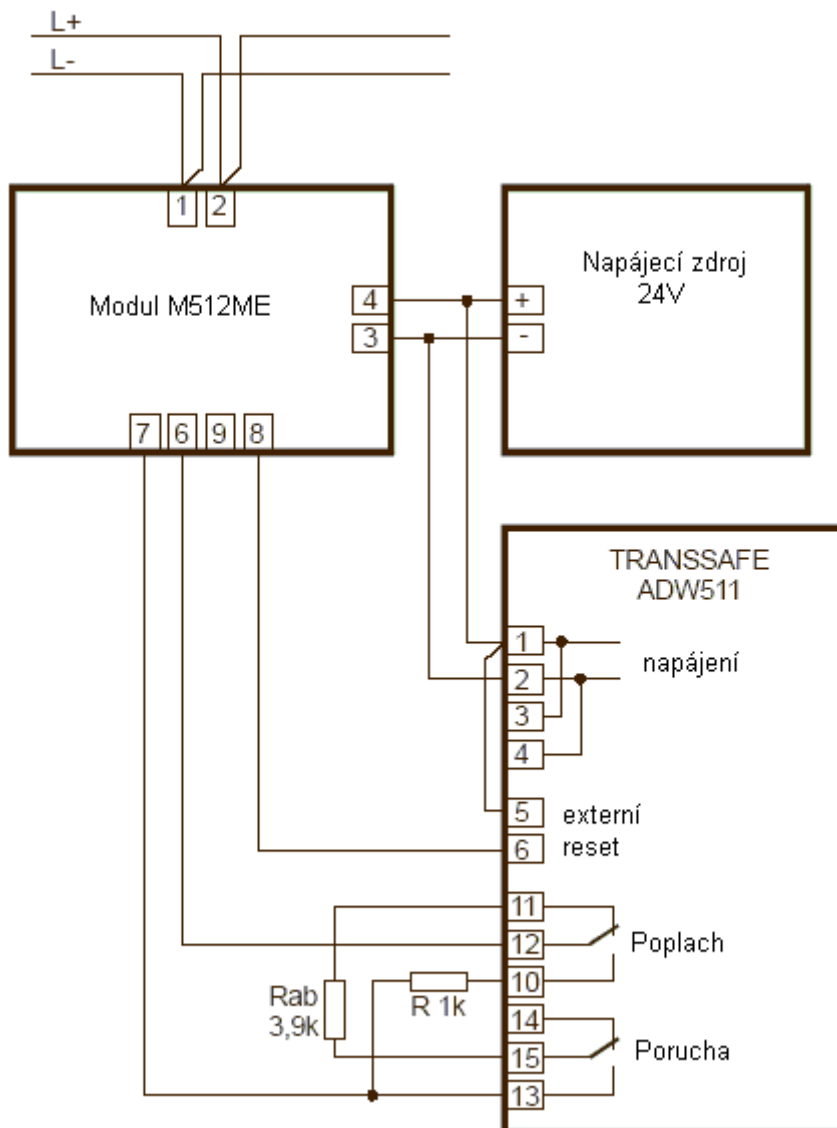 L+
L-
1 2
Modul M512ME
4
3
7 6 9 8
Napájecí zdroj
24V
+
-
TRANSSAFE
ADW511
1
2
3
4
napájení
5
6
externí
reset
11
12
10
Poplach
Rab
3,9k
R 1k
14
15
13
Porucha